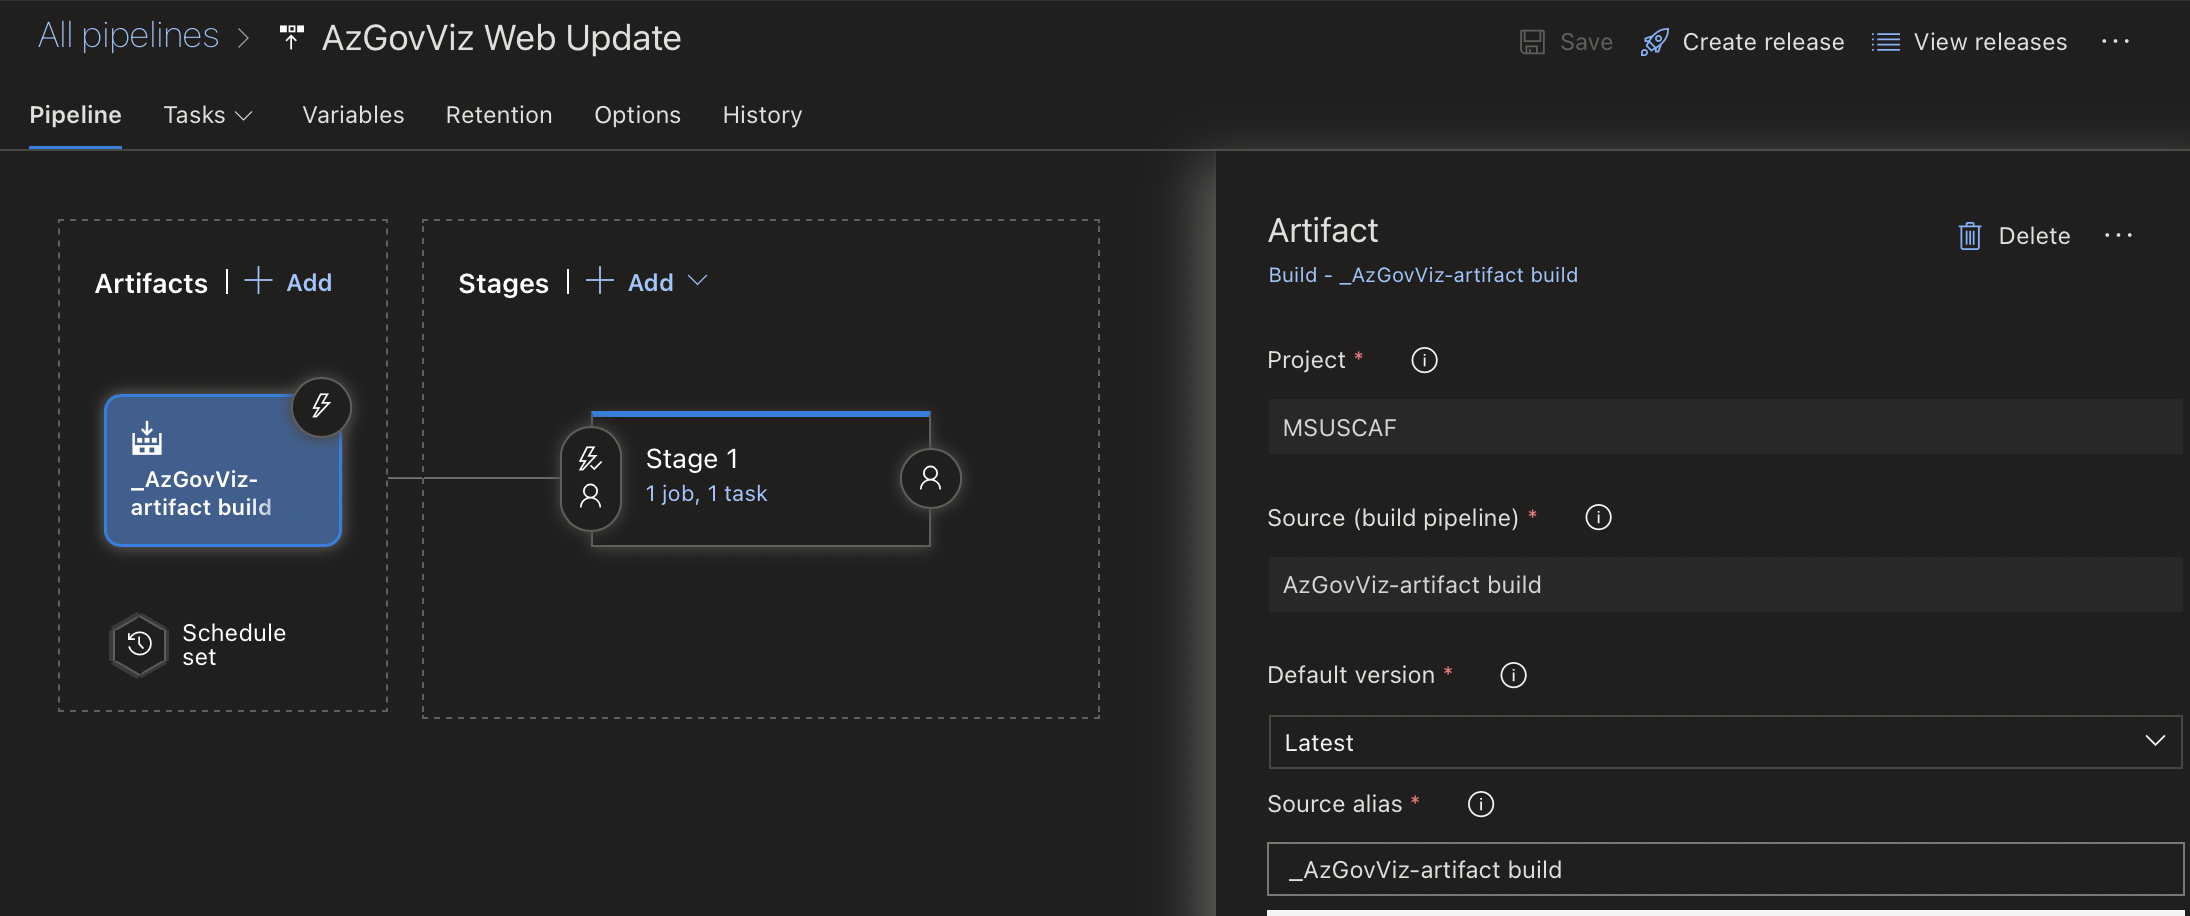 All pipelines > AzGovViz Web Update
Save Create release View releases ...
Pipeline Tasks Variables Retention Options History
Artifacts | + Add
Stages | + Add
_AzGovViz-
artifact build
Schedule
set
Stage 1
1 job, 1 task
Artifact
Delete ...
Build - _AzGovViz-artifact build
Project *
MSUSCAF
Source (build pipeline) *
AzGovViz-artifact build
Default version *
Latest
Source alias *
_AzGovViz-artifact build